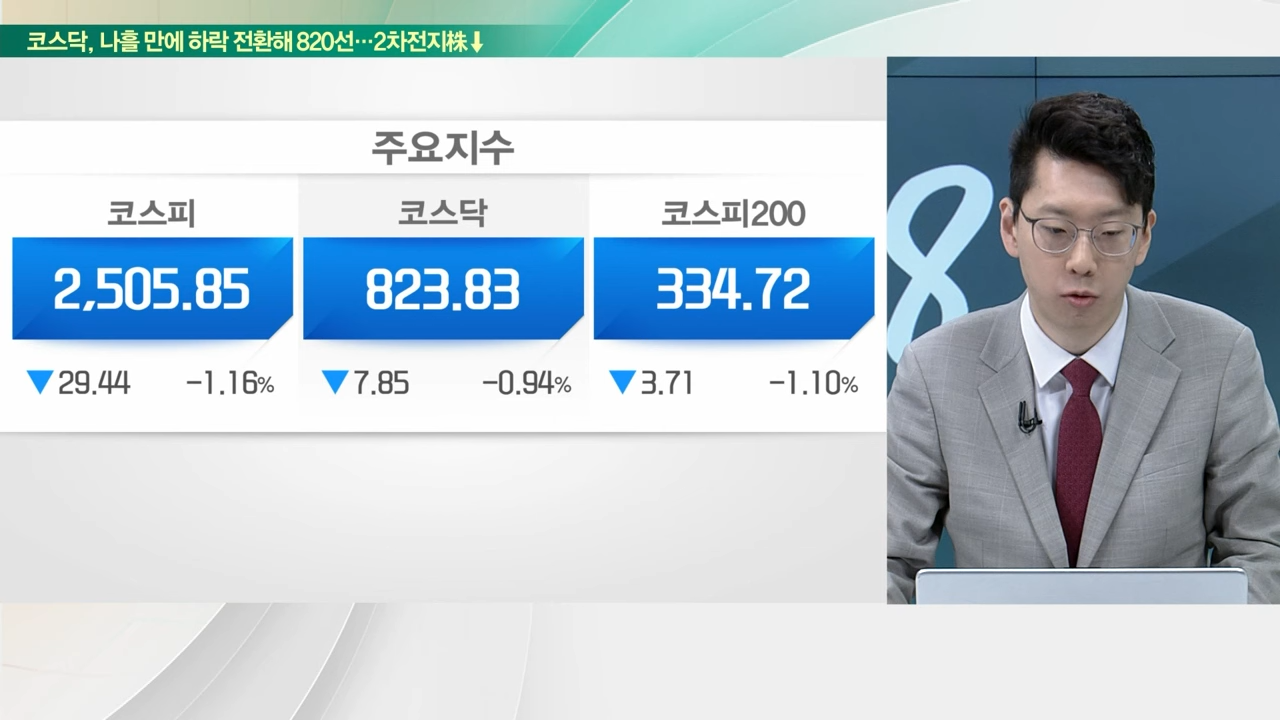 코스닥, 나흘 만에 하락 전환해 820선…2차전지株↓
주요지수
코스피 코스닥 코스피200
2,505.85 823.83 334.72
▼29.44 -1.16% ▼7.85 -0.94% ▼3.71 -1.10%
8